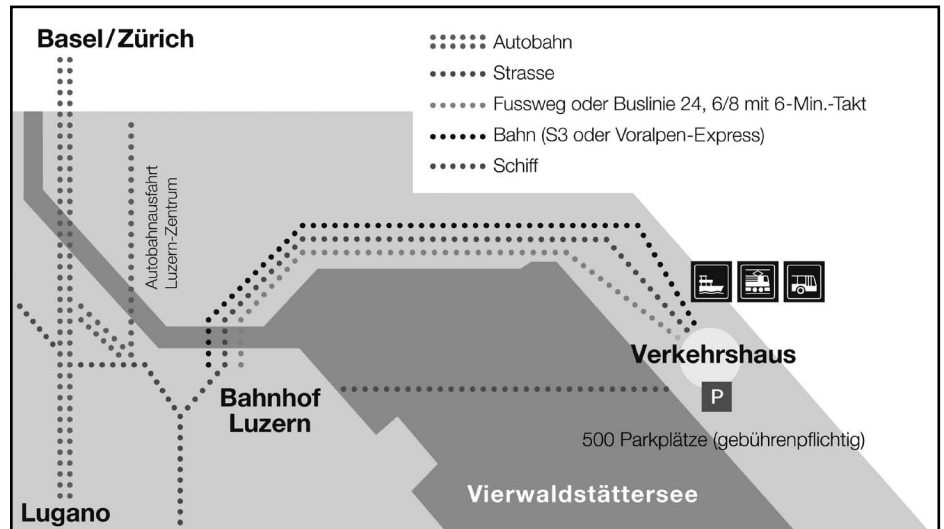 Basel/Zürich
Autobahn
Strasse
Fussweg oder Buslinie 24, 6/8 mit 6-Min.-Takt
Bahn (S3 oder Voralpen-Express)
Schiff
Autobahnausfahrt
Luzern-Zentrum
Verkehrshaus
P
Bahnhof
Luzern
500 Parkplätze (gebührenpflichtig)
Vierwaldstättersee
Lugano